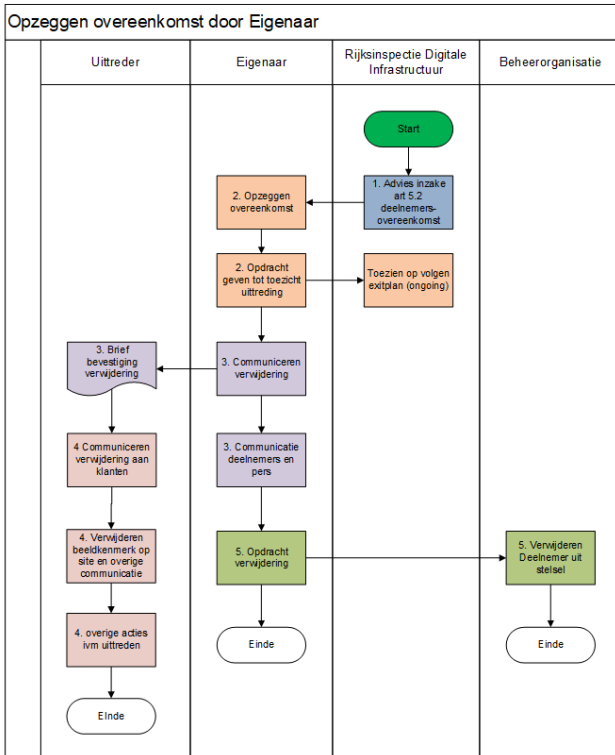 Opzeggen overeenkomst door Eigenaar
Uittreder
Eigenaar
Rijksinspectie Digitale
Infrastructuur
Beheerorganisatie
Start
1. Advies inzake
art 5.2
deelnemers-
overeenkomst
2. Opzeggen
overeenkomst
2. Opdracht
geven tot toezicht
uittreding
Toezien op volgen
exitplan (ongoing)
3. Brief
bevestiging
verwijdering
3. Communiceren
verwijdering
4 Communiceren
verwijdering aan
klanten
3. Communicatie
deelnemers en
pers
4. Verwijderen
beeldkenmerk op
site en overige
communicatie
5. Opdracht
verwijdering
5. Verwijderen
Deelnemer uit
stelsel
4. overige acties
ivm uittreden
Einde
Einde
EInde